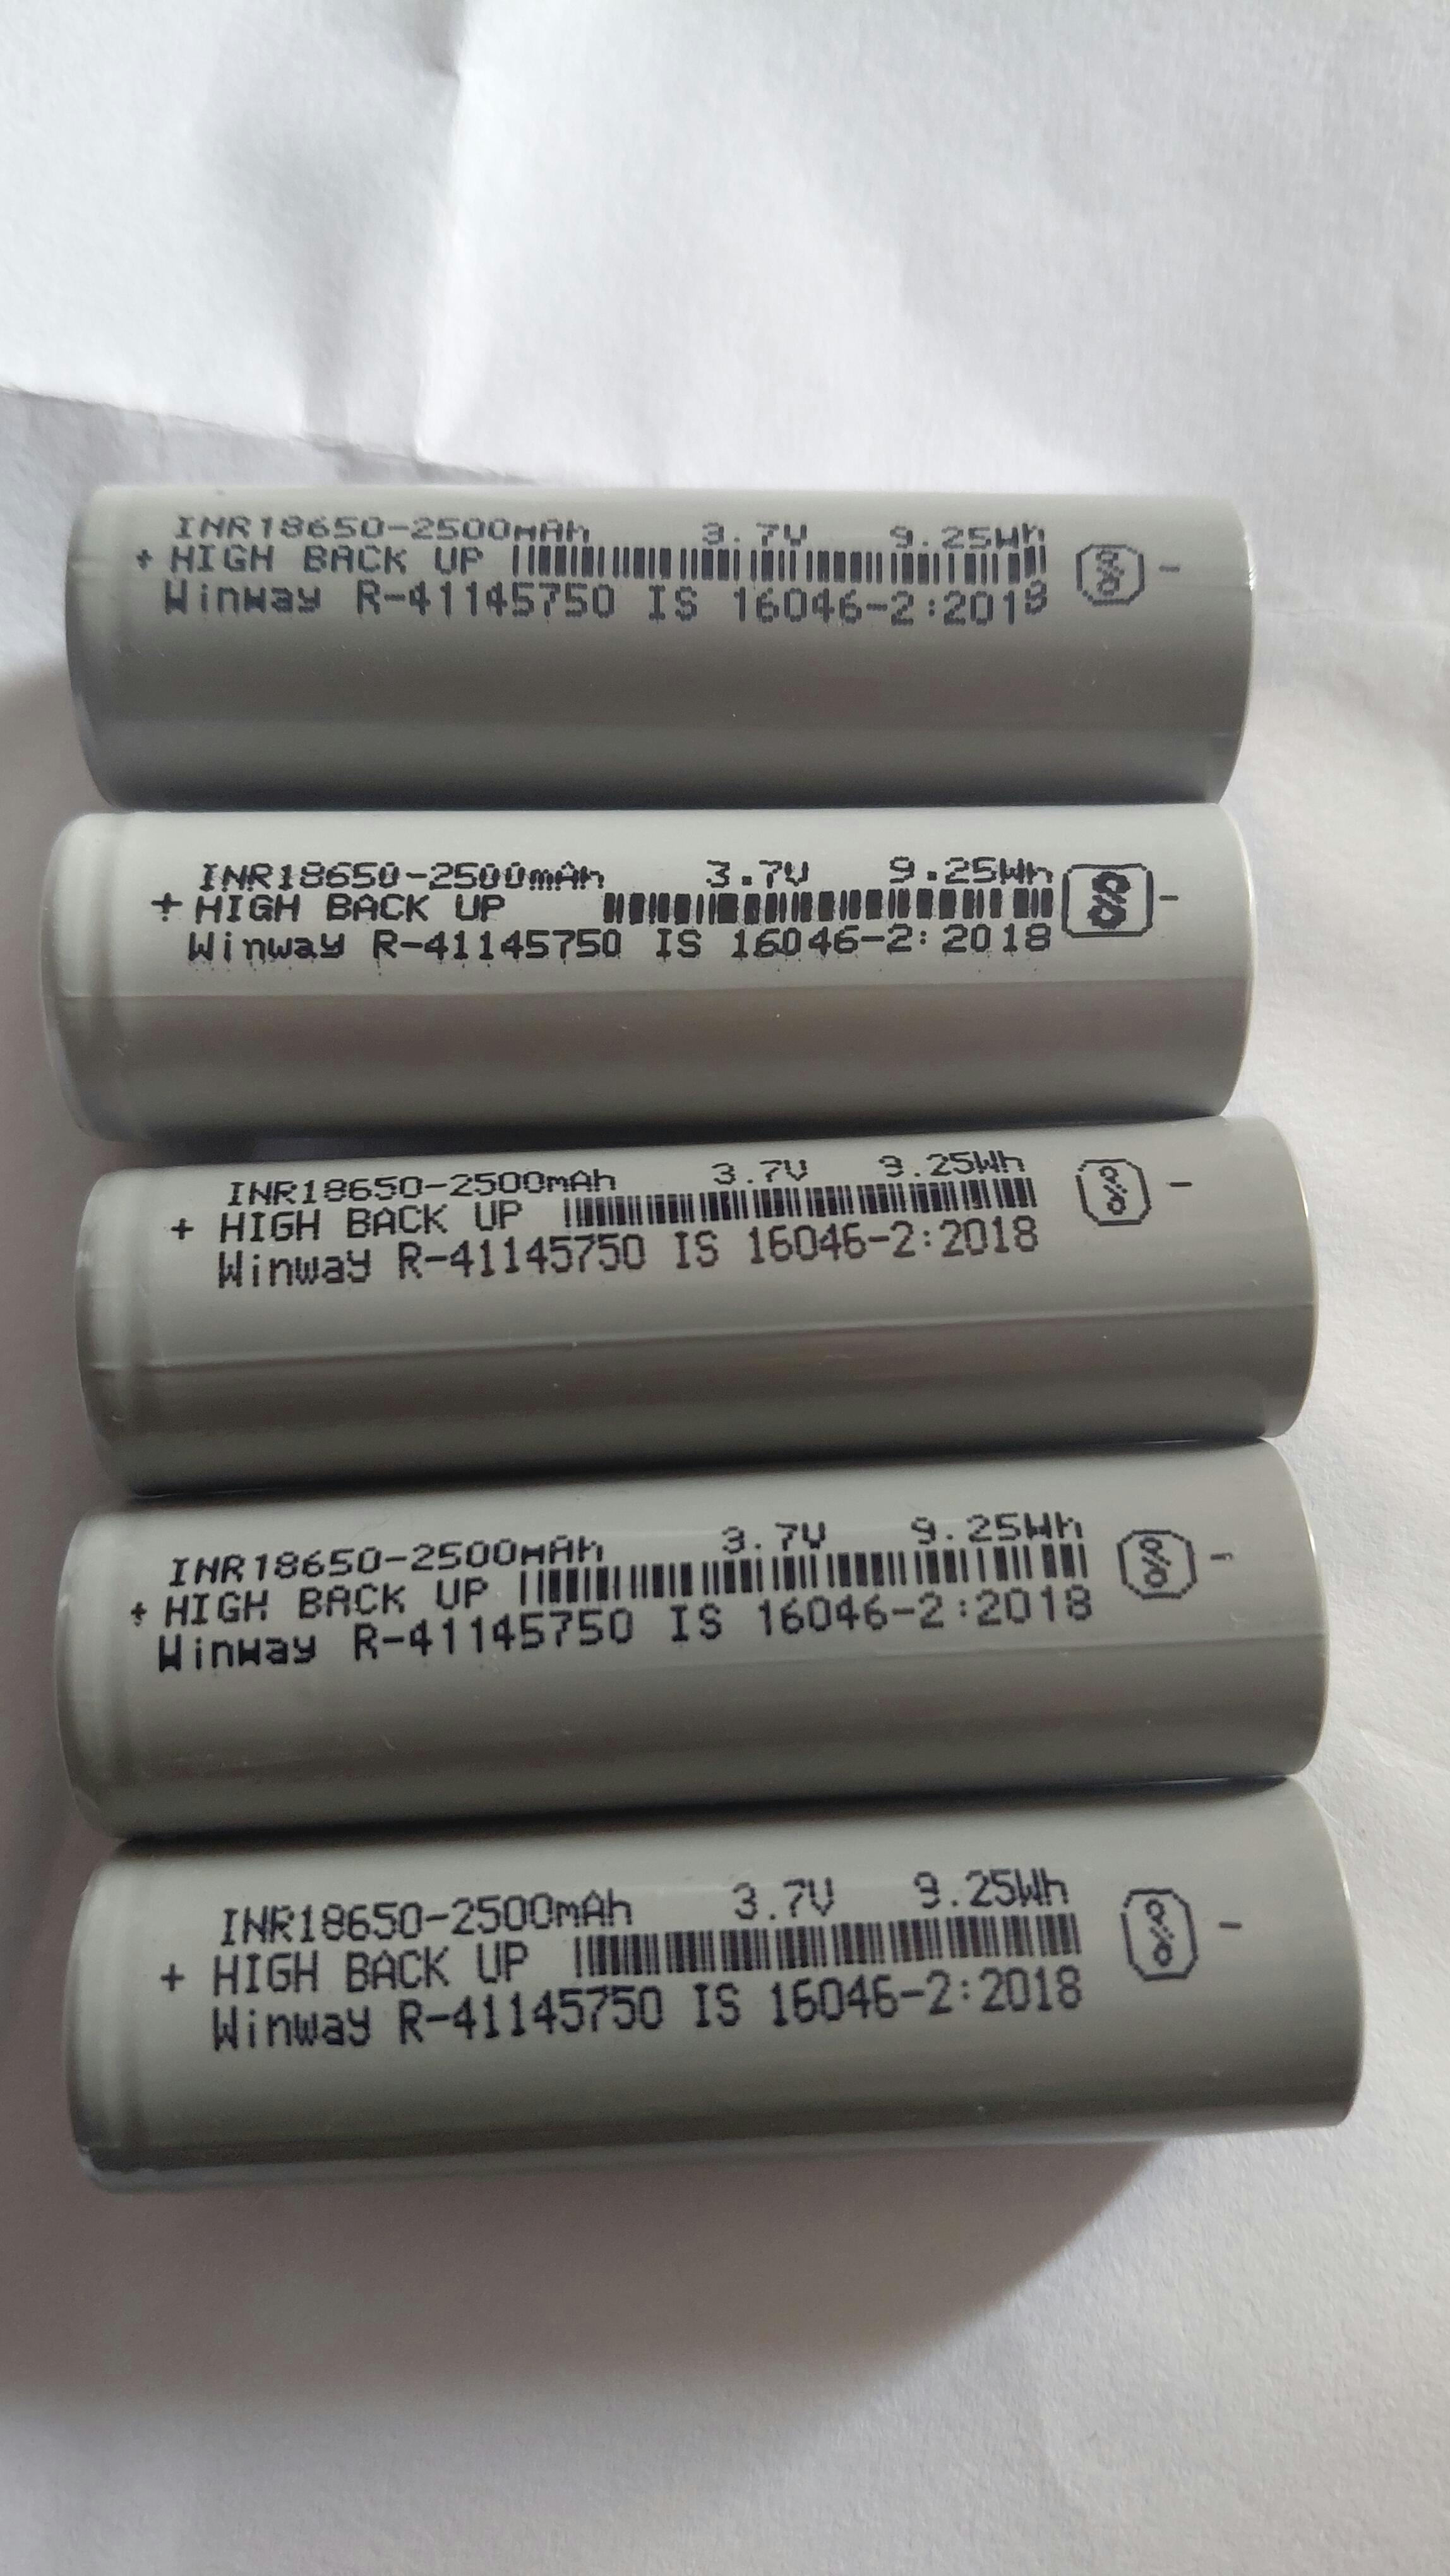 INR18650-2500mAh 3.7V 9.25Wh
+ HIGH BACK UP -
Winway R-41145750 IS 16046-2:2018
INR18650-2500mAh 3.7V 9.25Wh
+ HIGH BACK UP -
Winway R-41145750 IS 16046-2:2018
INR18650-2500mAh 3.7V 9.25Wh
+ HIGH BACK UP -
Winway R-41145750 IS 16046-2:2018
INR18650-2500mAh 3.7V 9.25Wh
+ HIGH BACK UP -
Winway R-41145750 IS 16046-2:2018
INR18650-2500mAh 3.7V 9.25Wh
+ HIGH BACK UP -
Winway R-41145750 IS 16046-2:2018